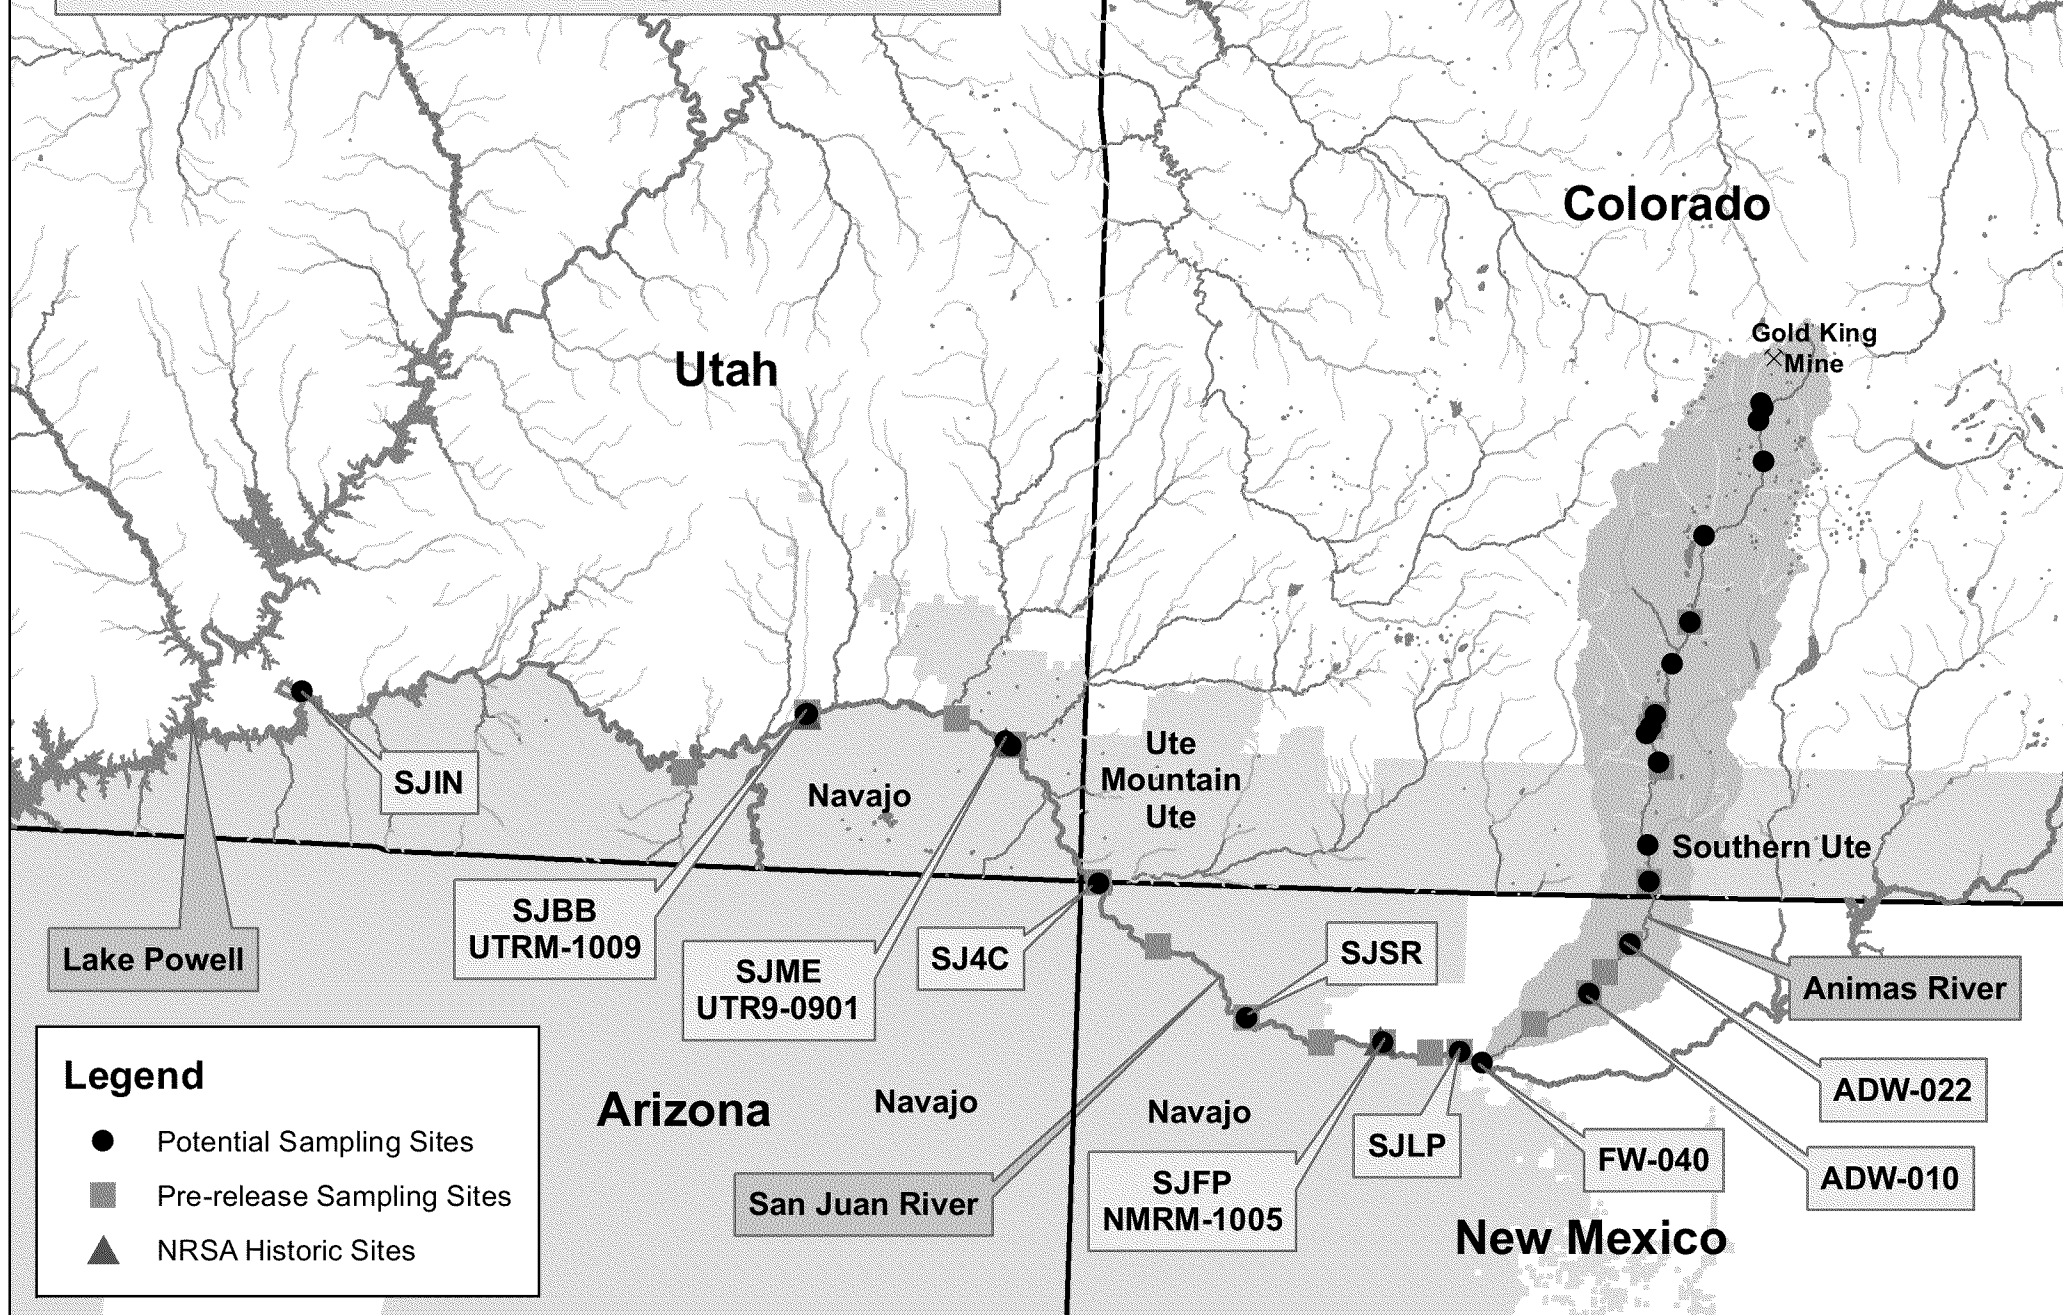 Colorado
Gold King
Mine
Utah
Ute
Mountain
Ute
SJIN
Navajo
Southern Ute
SJBB
UTRM-1009
SJME
UTR9-0901
SJ4C
SJSR
Lake Powell
Animas River
Legend
Potential Sampling Sites
Pre-release Sampling Sites
NRSA Historic Sites
Arizona
Navajo
Navajo
ADW-022
SJLP
FW-040
ADW-010
San Juan River
SJFP
NMRM-1005
New Mexico